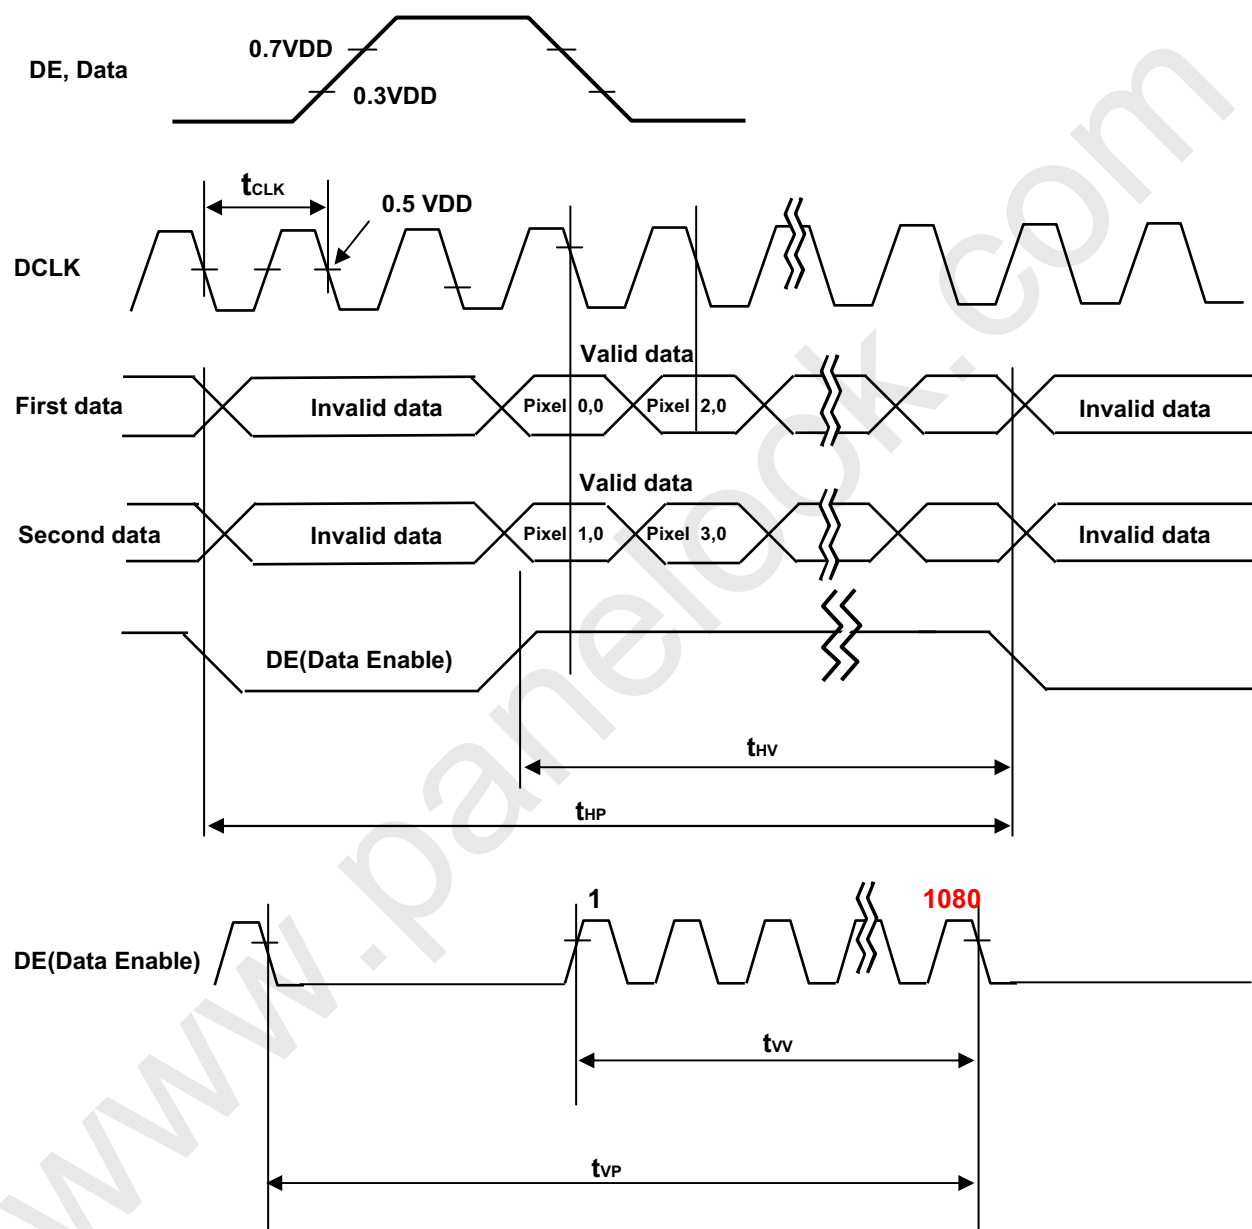 0.7VDD
DE, Data
0.3VDD
tCLK
0.5 VDD
DCLK
Valid data
First data
Invalid data
Pixel 0,0
Pixel 2,0
Invalid data
Valid data
Second data
Invalid data
Pixel 1,0
Pixel 3,0
Invalid data
DE(Data Enable)
tHV
tHP
1
1080
DE(Data Enable)
tVV
tVP
www.panelook.com